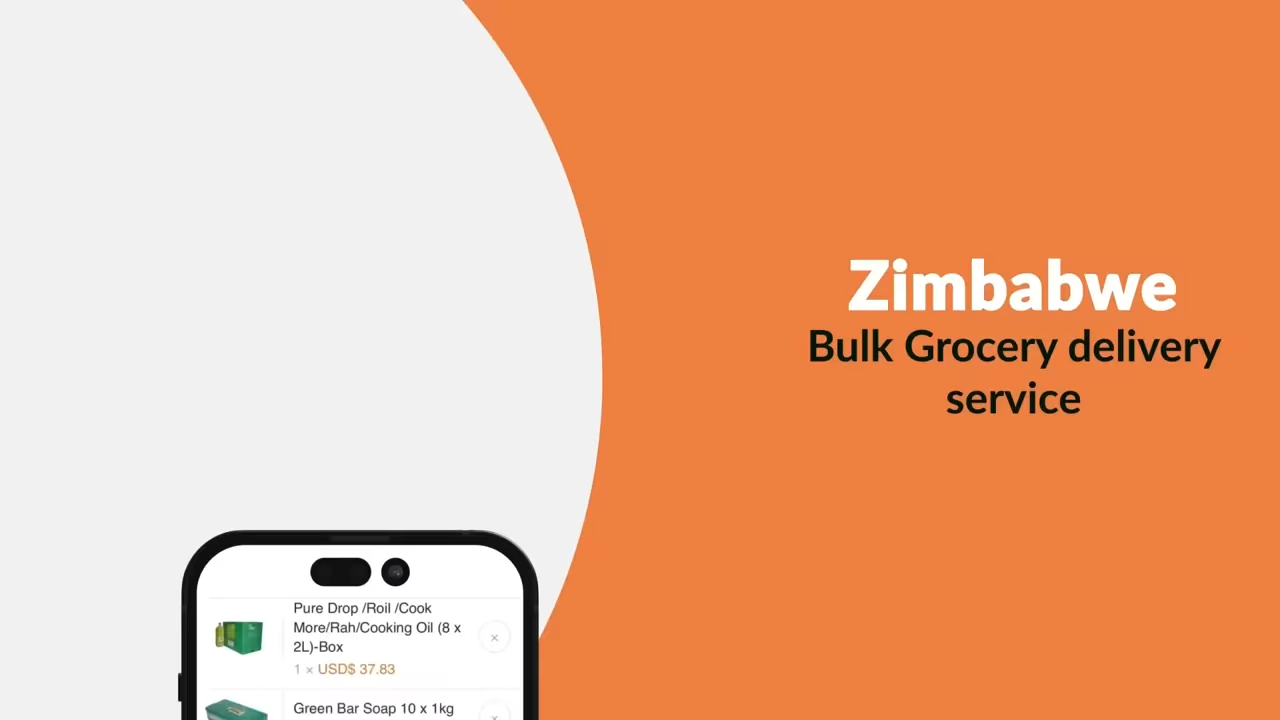 Zimbabwe
Bulk Grocery delivery
service
Pure Drop /Roil /Cook
More/Rah/Cooking Oil (8 x
2L)-Box
1 × USD$ 37.83
Green Bar Soap 10 x 1kg